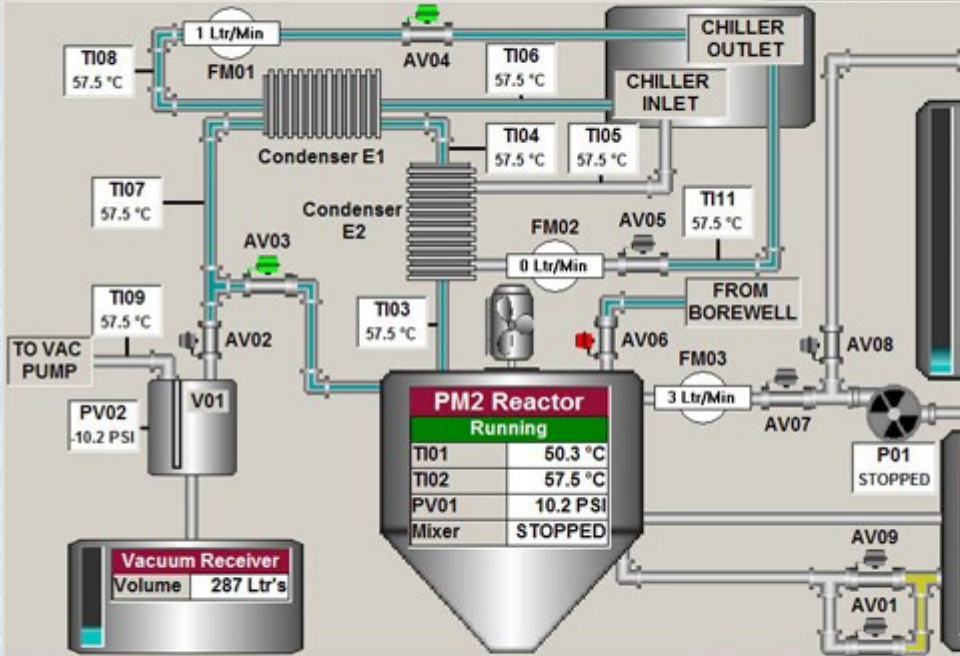 CHILLER
OUTLET
CHILLER
INLET
1 Ltr/Min
FM01
AV04
TI08
57.5 °C
TI06
57.5 °C
Condenser E1
TI04
57.5 °C
TI05
57.5 °C
TI07
57.5 °C
Condenser
E2
TI11
57.5 °C
FM02
AV05
0 Ltr/Min
AV03
TI09
57.5 °C
TI03
57.5 °C
FROM
BOREWELL
AV02
AV06
FM03
AV08
TO VAC
PUMP
V01
PV02
-10.2 PSI
PM2 Reactor
Running
TI01 50.3 °C
TI02 57.5 °C
PV01 10.2 PSI
Mixer STOPPED
3 Ltr/Min
AV07
P01
STOPPED
Vacuum Receiver
Volume 287 Ltr's
AV09
AV01